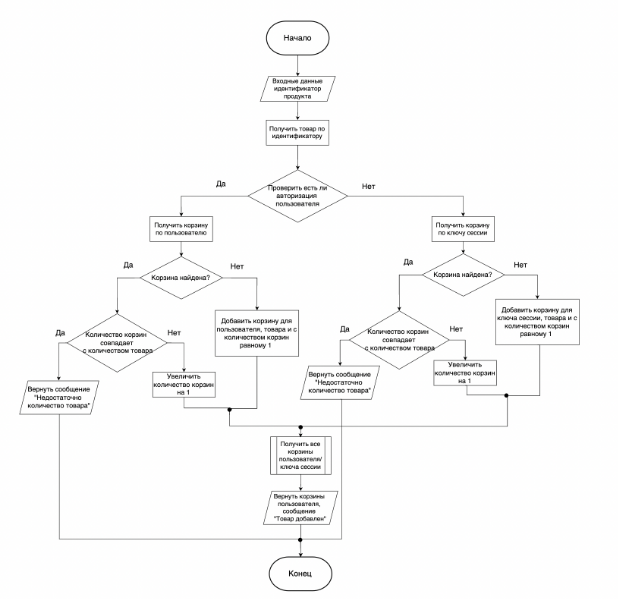 Начало
Входные данные
идентификатор
продукта
Получить товар по
идентификатору
Проверить есть ли
авторизация
пользователя
Да
Нет
Получить корзину
по пользователю
Получить корзину
по ключу сессии
Корзина найдена?
Да
Нет
Корзина найдена?
Да
Нет
Количество корзин
совпадает
с количеством товара
Да
Нет
Добавить корзину для
пользователя, товара и с
количеством корзин
равному 1
Количество корзин
совпадает
с количеством товара
Да
Нет
Добавить корзину для
ключа сессии, товара и с
количеством корзин
равному 1
Вернуть сообщение
"Недостаточно
количество товара"
Увеличить
количество корзин
на 1
Вернуть сообщение
"Недостаточно
количество товара"
Увеличить
количество корзин
на 1
Получить все
корзины
пользователя/
ключа сессии
Вернуть корзины
пользователя,
сообщение
"Товар добавлен"
Конец